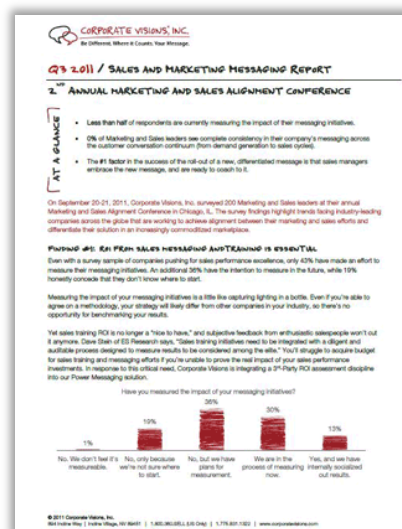 CORPORATE VISIONS, INC.
Be Different. Where it Counts. Your Message.
Q3 2011 / SALES AND MARKETING MESSAGING REPORT
2ND ANNUAL MARKETING AND SALES ALIGNMENT CONFERENCE
AT A GLANCE
• Less than half of respondents are currently measuring the impact of their messaging initiatives.
• 0% of Marketing and Sales leaders see complete consistency in their company's messaging across
the customer conversation continuum (from demand generation to sales cycles).
• The #1 factor in the success of the roll-out of a new, differentiated message is that sales managers
embrace the new message, and are ready to coach to it.
On September 20-21, 2011, Corporate Visions, Inc. surveyed 200 Marketing and Sales leaders at their annual
Marketing and Sales Alignment Conference in Chicago, IL. The survey findings highlight trends facing industry-leading
companies across the globe that are working to achieve alignment between their marketing and sales efforts and
differentiate their solution in an increasingly commoditized marketplace.
FINDING #1: ROI FROM SALES MESSAGING AND TRAINING IS ESSENTIAL
Even with a survey sample of companies pushing for sales performance excellence, only 43% have made an effort to
measure their messaging initiatives. An additional 38% have the intention to measure in the future, while 19%
honestly concede that they don't know where to start.
Measuring the impact of your messaging initiatives is a little like capturing lighting in a bottle. Even if you're able to
agree on a methodology, your strategy will likely differ from other companies in your industry, so there's no
opportunity for benchmarking your results.
Yet sales training ROI is no longer a "nice to have," and subjective feedback from enthusiastic salespeople won't cut
it anymore. Dave Stein of ES Research says, "Sales training initiatives need to be integrated with a diligent and
auditable process designed to measure results to be considered among the elite." You'll struggle to acquire budget
for sales training and messaging efforts if you're unable to prove the real impact of your sales performance
investments. In response to this critical need, Corporate Visions is integrating a 3rd-Party ROI assessment discipline
into our Power Messaging solution.
Have you measured the impact of your messaging initiatives?
1% 19% 38% 30% 13%
No. We don't feel it's No, only because No, but we have We are in the Yes, and we have
measureable. we're not sure where plans for process of measuring internally socialized
to start. measurement. now. out results.
© 2011 Corporate Visions, Inc.